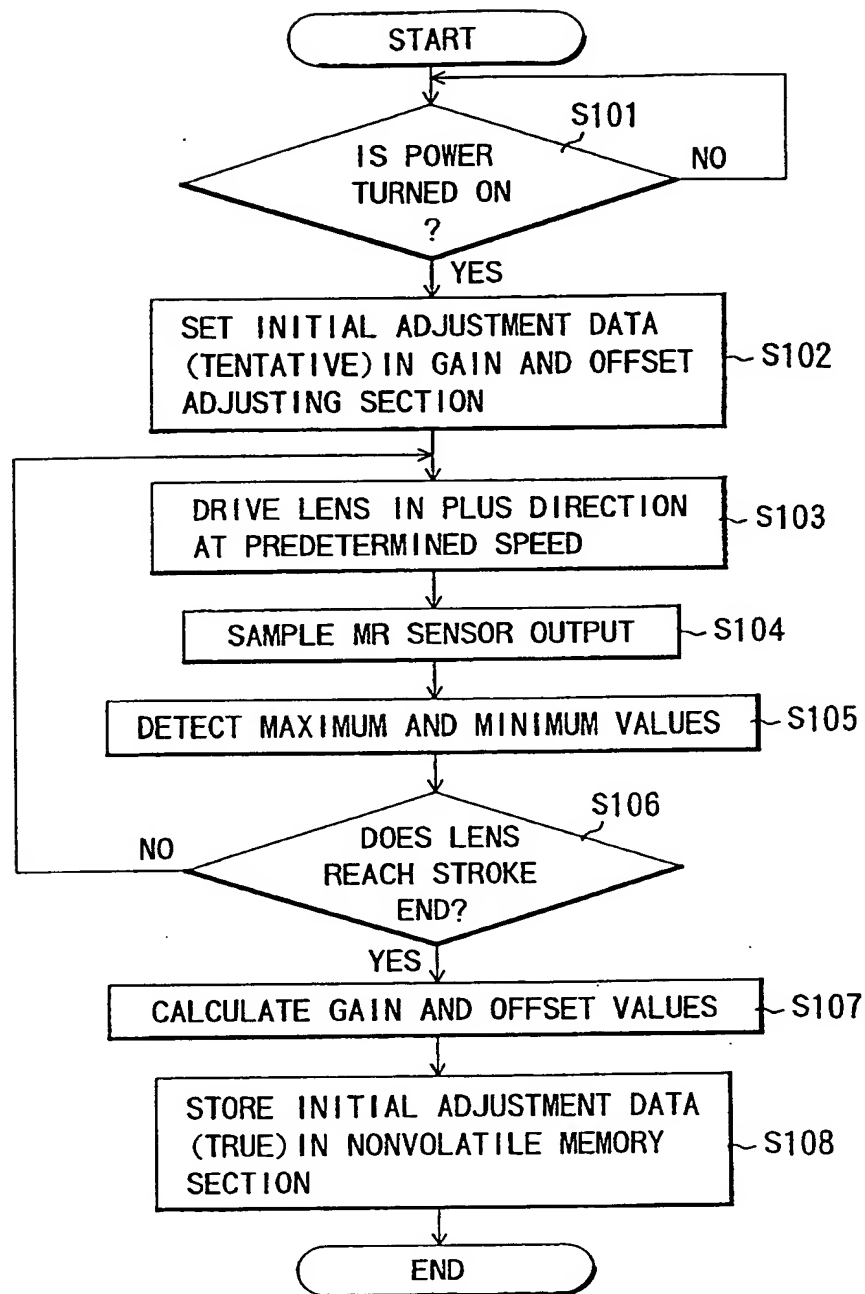 START
S101
IS POWER
TURNED ON
?
NO
YES
SET INITIAL ADJUSTMENT DATA
(TENTATIVE) IN GAIN AND OFFSET
ADJUSTING SECTION
S102
DRIVE LENS IN PLUS DIRECTION
AT PREDETERMINED SPEED
S103
SAMPLE MR SENSOR OUTPUT
S104
DETECT MAXIMUM AND MINIMUM VALUES
S105
S106
DOES LENS
REACH STROKE
END?
NO
YES
CALCULATE GAIN AND OFFSET VALUES
S107
STORE INITIAL ADJUSTMENT DATA
(TRUE) IN NONVOLATILE MEMORY
SECTION
S108
END